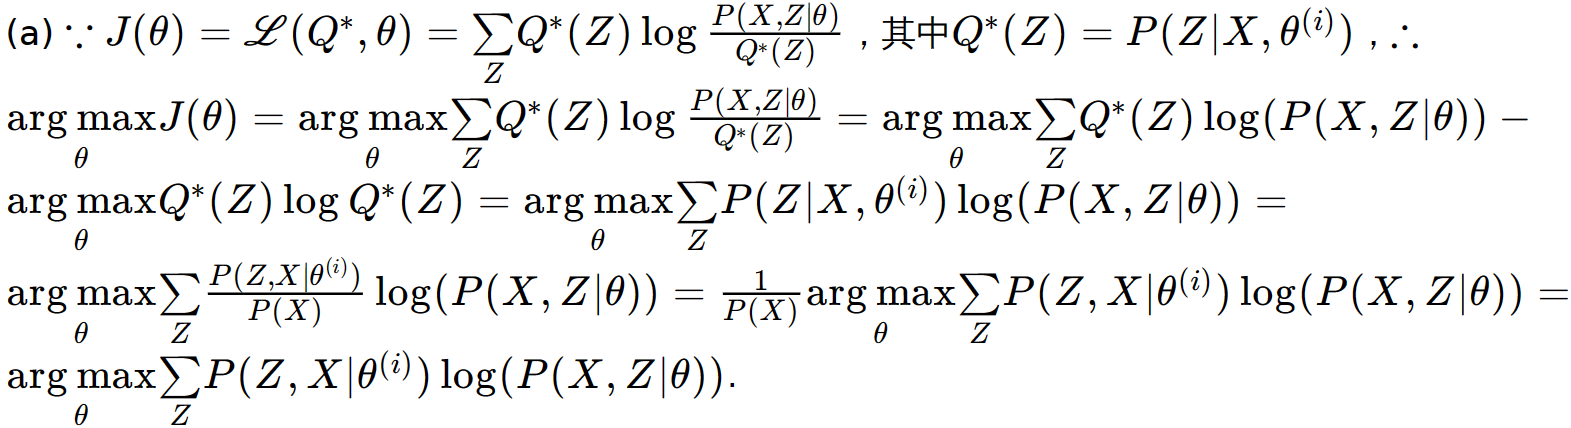 (a) ∵ J(θ) = ℒ(Q*, θ) = ∑_Z Q*(Z) log P(X,Z|θ)/Q*(Z) ，其中Q*(Z) = P(Z|X, θ^(i)) ，∴
arg max_θ J(θ) = arg max_θ ∑_Z Q*(Z) log P(X,Z|θ)/Q*(Z) = arg max_θ ∑_Z Q*(Z) log(P(X, Z|θ)) −
arg max_θ Q*(Z) log Q*(Z) = arg max_θ ∑_Z P(Z|X, θ^(i)) log(P(X, Z|θ)) =
arg max_θ ∑_Z P(Z,X|θ^(i))/P(X) log(P(X, Z|θ)) = 1/P(X) arg max_θ ∑_Z P(Z, X|θ^(i)) log(P(X, Z|θ)) =
arg max_θ ∑_Z P(Z, X|θ^(i)) log(P(X, Z|θ)).